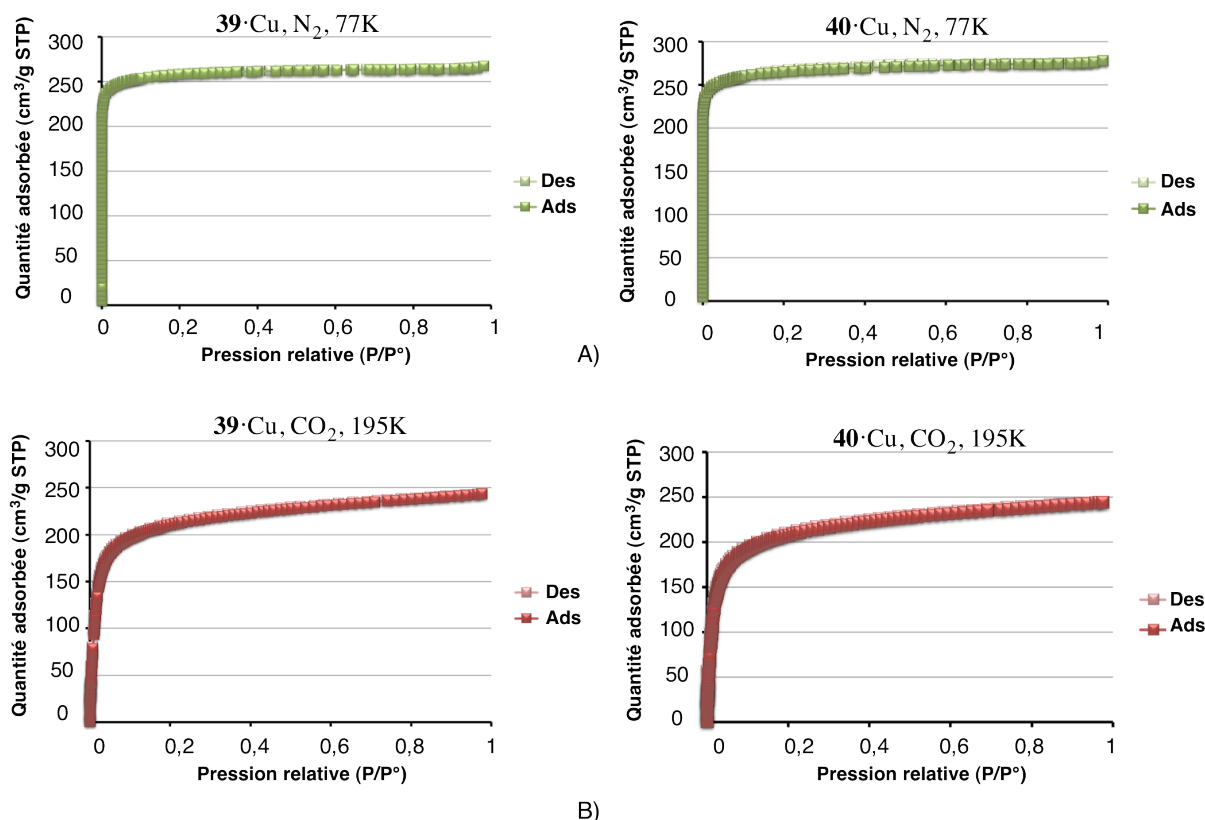 39·Cu, N2, 77K
Quantité adsorbée (cm³/g STP)
300
250
200
150
100
50
0
0 0,2 0,4 0,6 0,8 1
Pression relative (P/P°)
Des
Ads
40·Cu, N2, 77K
Quantité adsorbée (cm³/g STP)
300
250
200
150
100
50
0
0 0,2 0,4 0,6 0,8 1
Pression relative (P/P°)
Des
Ads
A)
39·Cu, CO2, 195K
Quantité adsorbée (cm³/g STP)
300
250
200
150
100
50
0
0 0,2 0,4 0,6 0,8 1
Pression relative (P/P°)
Des
Ads
40·Cu, CO2, 195K
Quantité adsorbée (cm³/g STP)
300
250
200
150
100
50
0
0 0,2 0,4 0,6 0,8 1
Pression relative (P/P°)
Des
Ads
B)